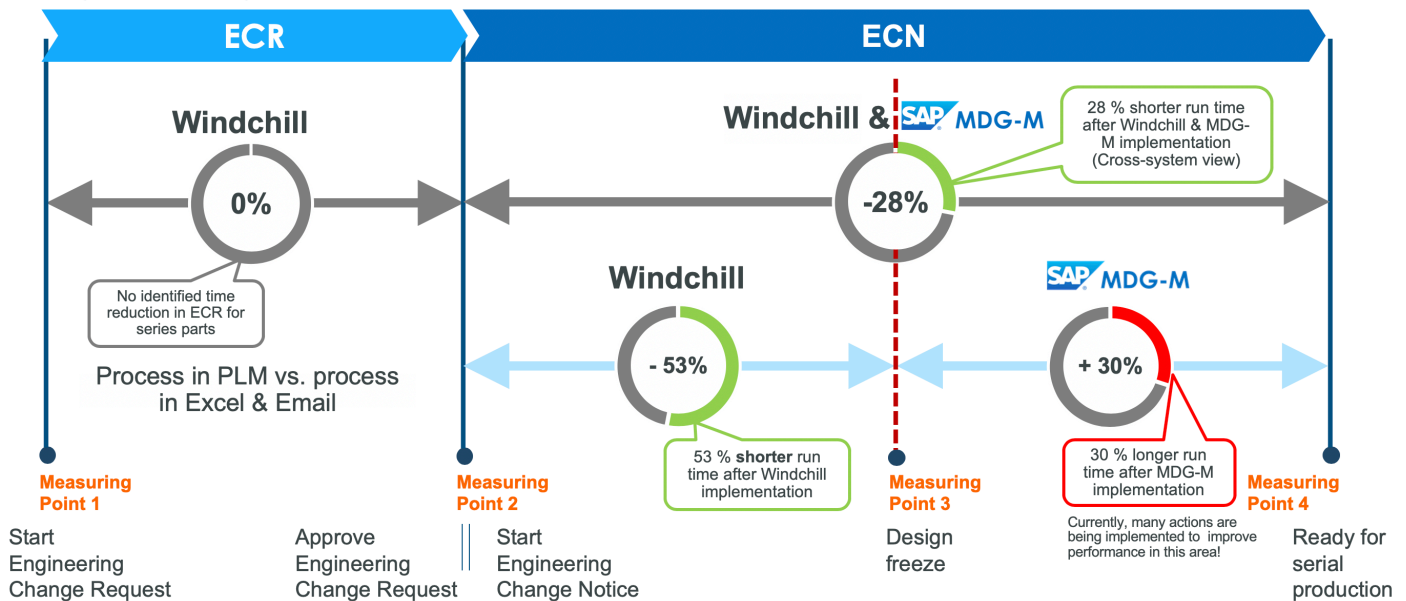 ECR
ECN
Windchill
0%
No identified time
reduction in ECR for
series parts
Process in PLM vs. process
in Excel & Email
Windchill & SAP MDG-M
-28%
28 % shorter run time
after Windchill & MDG-
M implementation
(Cross-system view)
Windchill
- 53%
53 % shorter run
time after Windchill
implementation
SAP MDG-M
+ 30%
30 % longer run
time after MDG-M
implementation
Currently, many actions are
being implemented to improve
performance in this area!
Measuring
Point 1
Start
Engineering
Change Request
Approve
Engineering
Change Request
Measuring
Point 2
Start
Engineering
Change Notice
Measuring
Point 3
Design
freeze
Measuring
Point 4
Ready for
serial
production